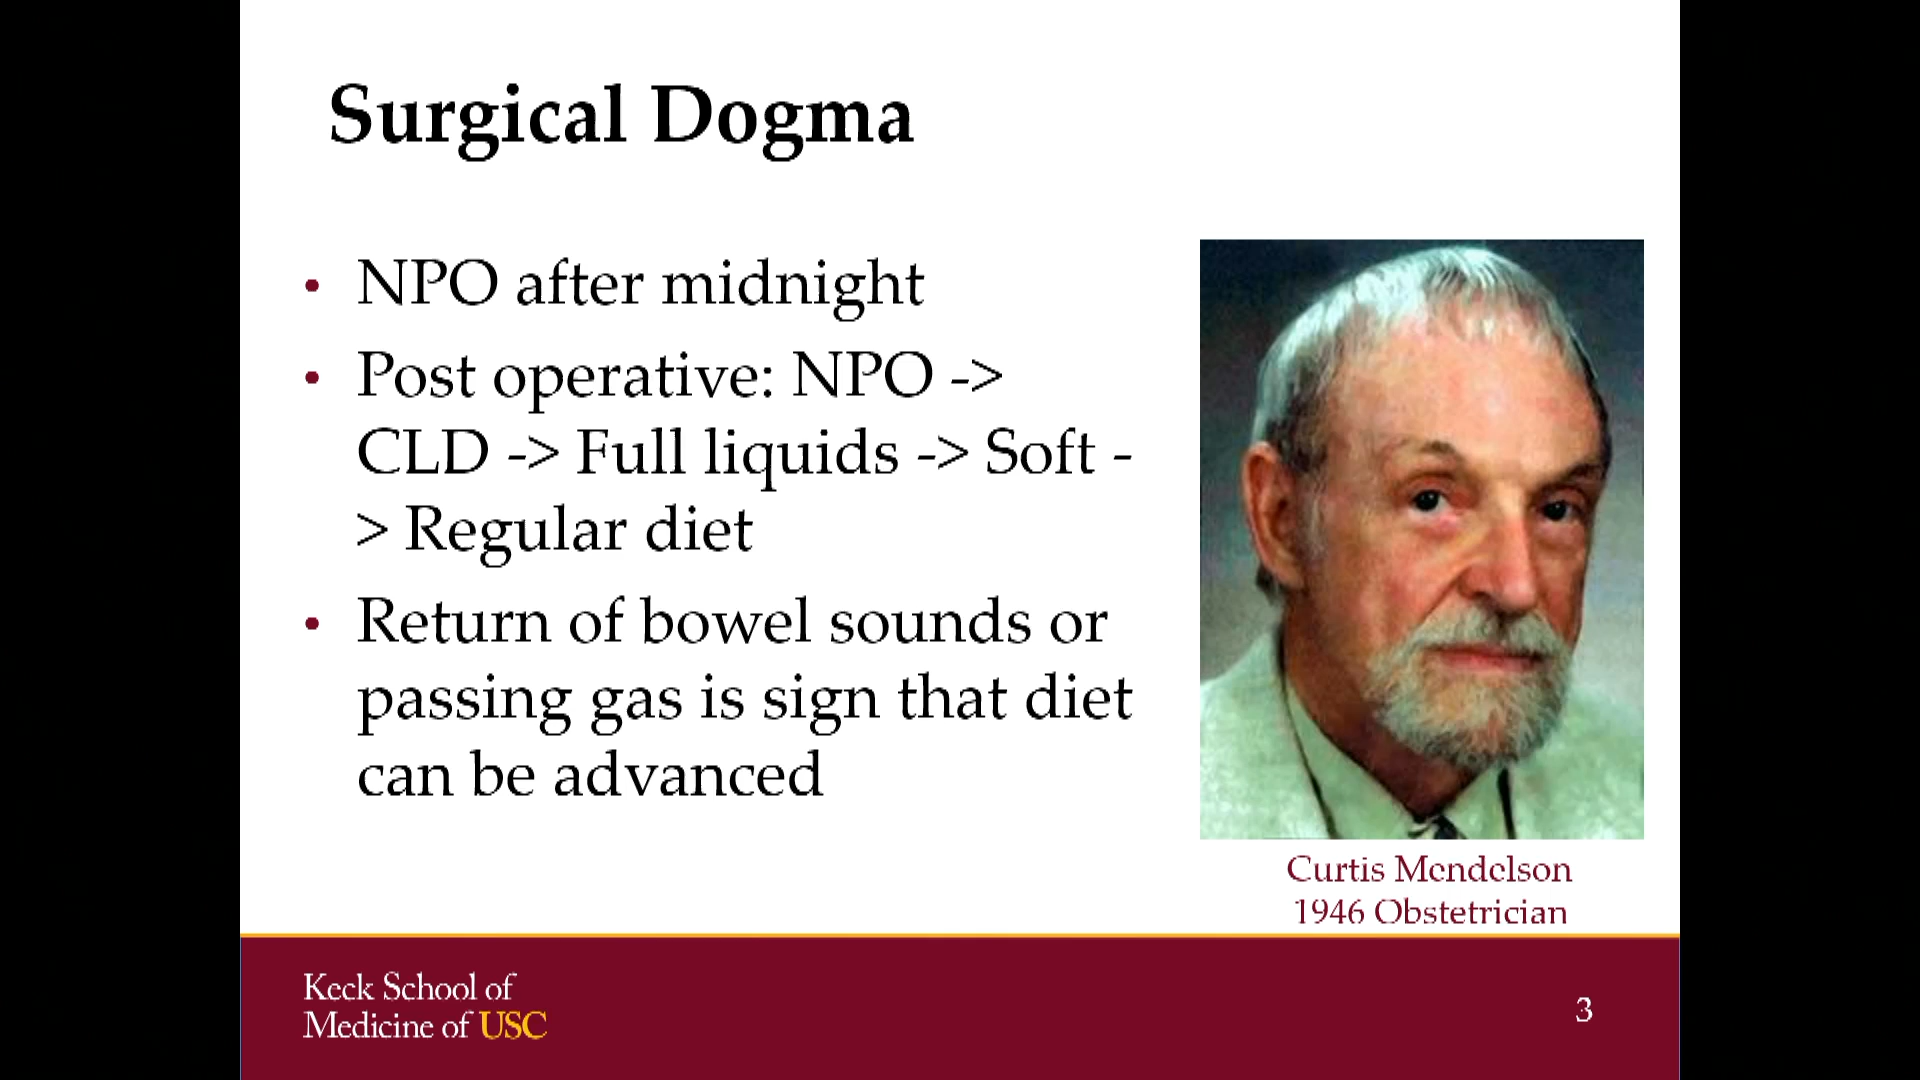 Surgical Dogma
• NPO after midnight
• Post operative: NPO ->
CLD -> Full liquids -> Soft -
> Regular diet
• Return of bowel sounds or
passing gas is sign that diet
can be advanced
Curtis Mendelson
1946 Obstetrician
Keck School of
Medicine of USC
3